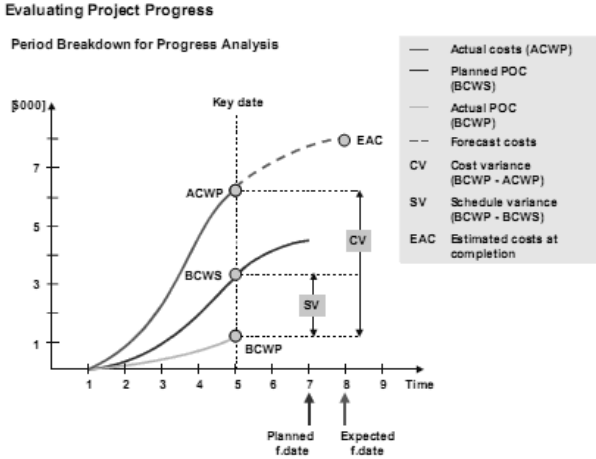 Evaluating Project Progress
Period Breakdown for Progress Analysis
[$000]
Key date
7
5
3
1
ACWP
BCWS
BCWP
EAC
CV
SV
1 2 3 4 5 6 7 8 9 Time
Planned
f.date
Expected
f.date
Actual costs (ACWP)
Planned POC
(BCWS)
Actual POC
(BCWP)
Forecast costs
CV Cost variance
(BCWP - ACWP)
SV Schedule variance
(BCWP - BCWS)
EAC Estimated costs at
completion